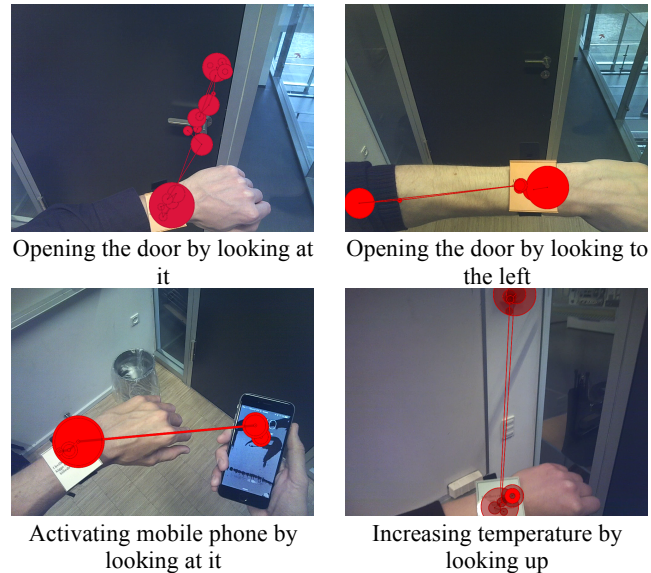 Opening the door by looking at
it
Opening the door by looking to
the left
Activating mobile phone by
looking at it
Increasing temperature by
looking up